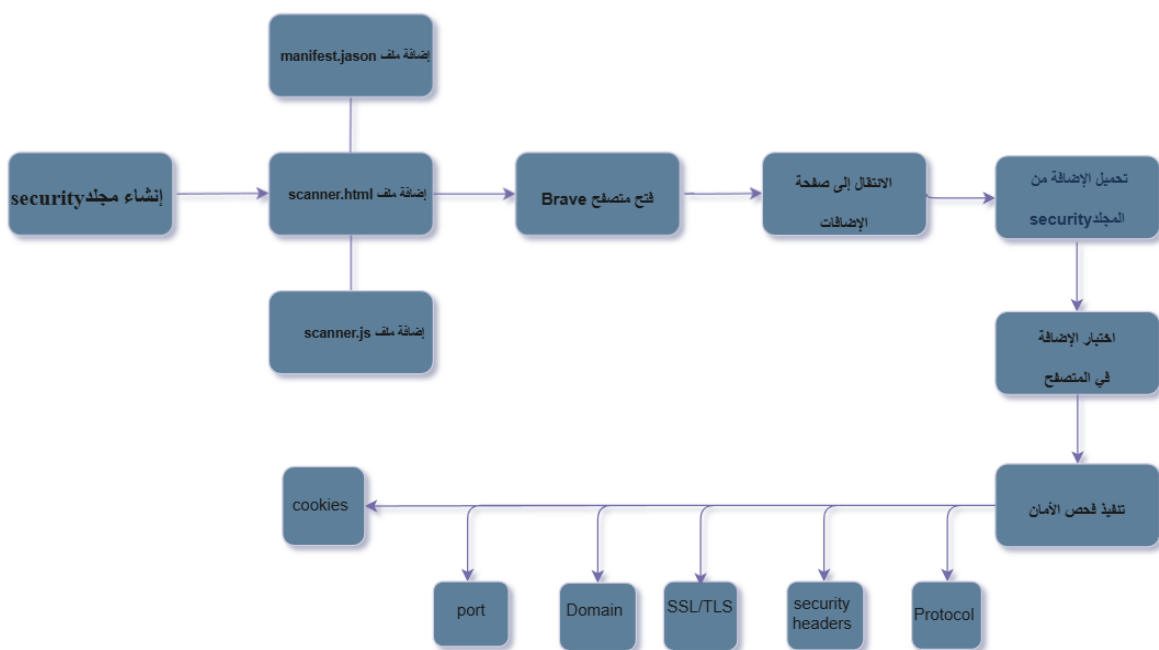 إضافة ملف manifest.jason
إنشاء مجلدsecurity
إضافة ملف scanner.html
فتح متصفح Brave
الانتقال إلى صفحة
الإضافات
تحميل الإضافة من
المجلدsecurity
إضافة ملف scanner.js
اختبار الإضافة
في المتصفح
تنفيذ فحص الأمان
cookies
port
Domain
SSL/TLS
security
headers
Protocol